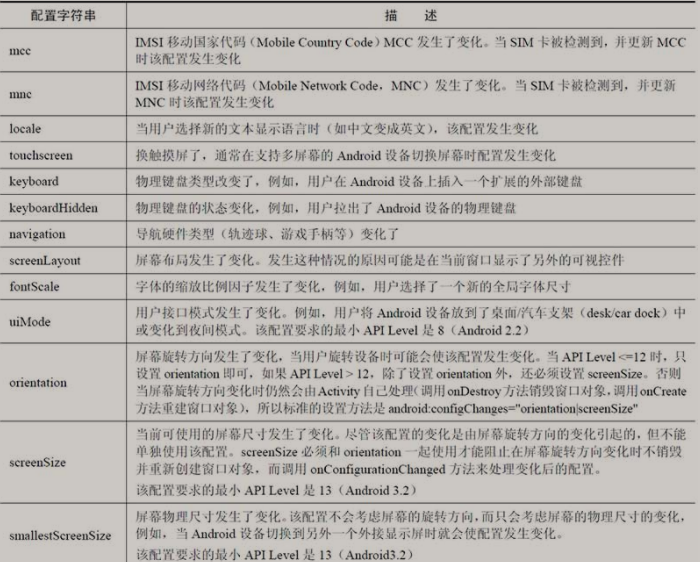 配置字符串 描 述
mcc IMSI 移动国家代码（Mobile Country Code）MCC 发生了变化。当 SIM 卡被检测到，并更新 MCC
时该配置发生变化
mnc IMSI 移动网络代码（Mobile Network Code，MNC）发生了变化。当 SIM 卡被检测到，并更新
MNC 时该配置发生变化
locale 当用户选择新的文本显示语言时（如中文变成英文），该配置发生变化
touchscreen 换触摸屏了，通常在支持多屏幕的 Android 设备切换屏幕时配置发生变化
keyboard 物理键盘类型改变了，例如，用户在 Android 设备上插入一个扩展的外部键盘
keyboardHidden 物理键盘的状态变化，例如，用户拉出了 Android 设备的物理键盘
navigation 导航硬件类型（轨迹球、游戏手柄等）变化了
screenLayout 屏幕布局发生了变化。发生这种情况的原因可能是在当前窗口显示了另外的可视控件
fontScale 字体的缩放比例因子发生了变化，例如，用户选择了一个新的全局字体尺寸
uiMode 用户接口模式发生了变化。例如，用户将 Android 设备放到了桌面/汽车支架（desk/car dock）中
或变化到夜间模式。该配置要求的最小 API Level 是 8（Android 2.2）
orientation 屏幕旋转方向发生了变化，当用户旋转设备时可能会使该配置发生变化。当 API Level <=12 时，只
设置 orientation 即可，如果 API Level > 12，除了设置 orientation 外，还必须设置 screenSize。否则
当屏幕旋转方向变化时仍然会由 Activity 自己处理（调用 onDestroy 方法销毁窗口对象，调用 onCreate
方法重建窗口对象），所以标准的设置方法是 android:configChanges="orientation|screenSize"
screenSize 当前可使用的屏幕尺寸发生了变化。尽管该配置的变化是由屏幕旋转方向的变化引起的，但不能
单独使用该配置。screenSize 必须和 orientation 一起使用才能阻止在屏幕旋转方向变化时不销毁
并重新创建窗口对象，而调用 onConfigurationChanged 方法来处理变化后的配置。
该配置要求的最小 API Level 是 13（Android 3.2）
smallestScreenSize 屏幕物理尺寸发生了变化。该配置不会考虑屏幕的旋转方向，而只会考虑屏幕的物理尺寸的变化，
例如，当 Android 设备切换到另外一个外接显示屏时就会使配置发生变化。
该配置要求的最小 API Level 是 13（Android3.2）